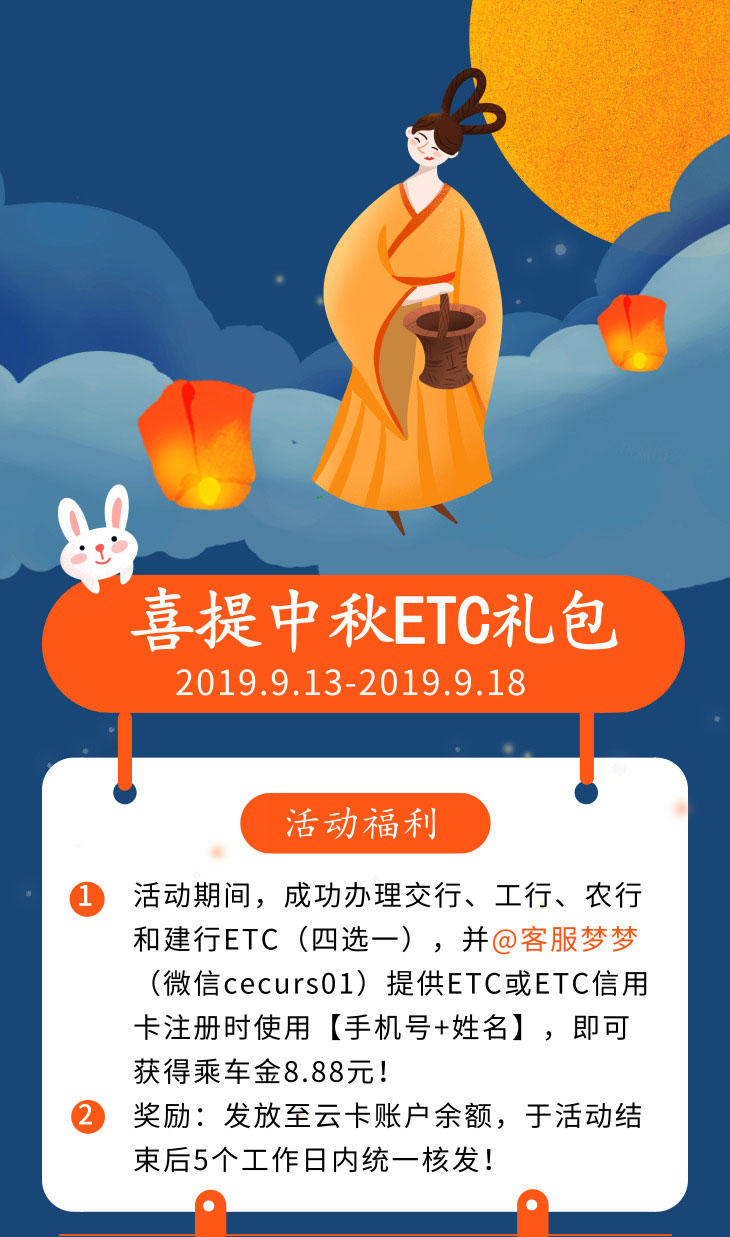 喜提中秋ETC礼包
2019.9.13-2019.9.18
活动福利
1
活动期间，成功办理交行、工行、农行
和建行ETC（四选一），并@客服梦梦
（微信cecurs01）提供ETC或ETC信用
卡注册时使用【手机号+姓名】，即可
获得乘车金8.88元！
2
奖励：发放至云卡账户余额，于活动结
束后5个工作日内统一核发！